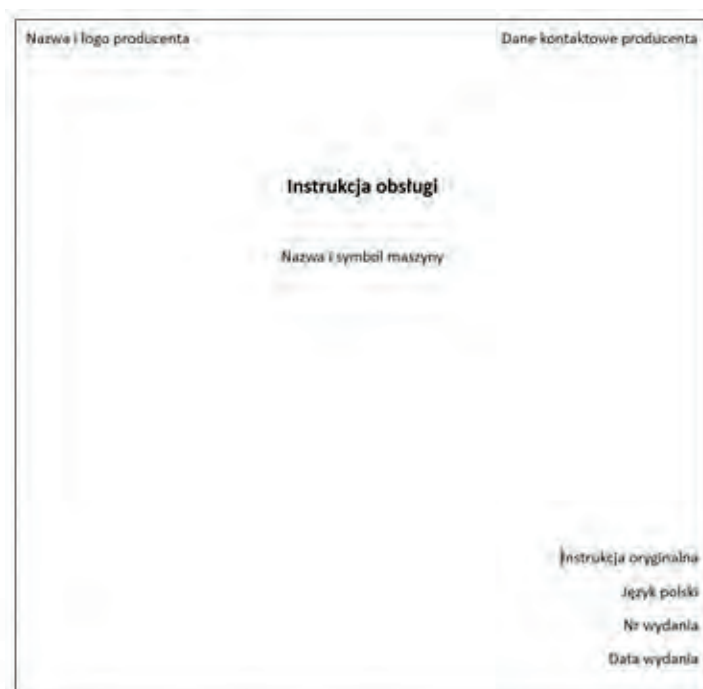 Nazwa i logo producenta
Dane kontaktowe producenta
Instrukcja obsługi
Nazwa i symbol maszyny
Instrukcja oryginalna
Język polski
Nr wydania
Data wydania